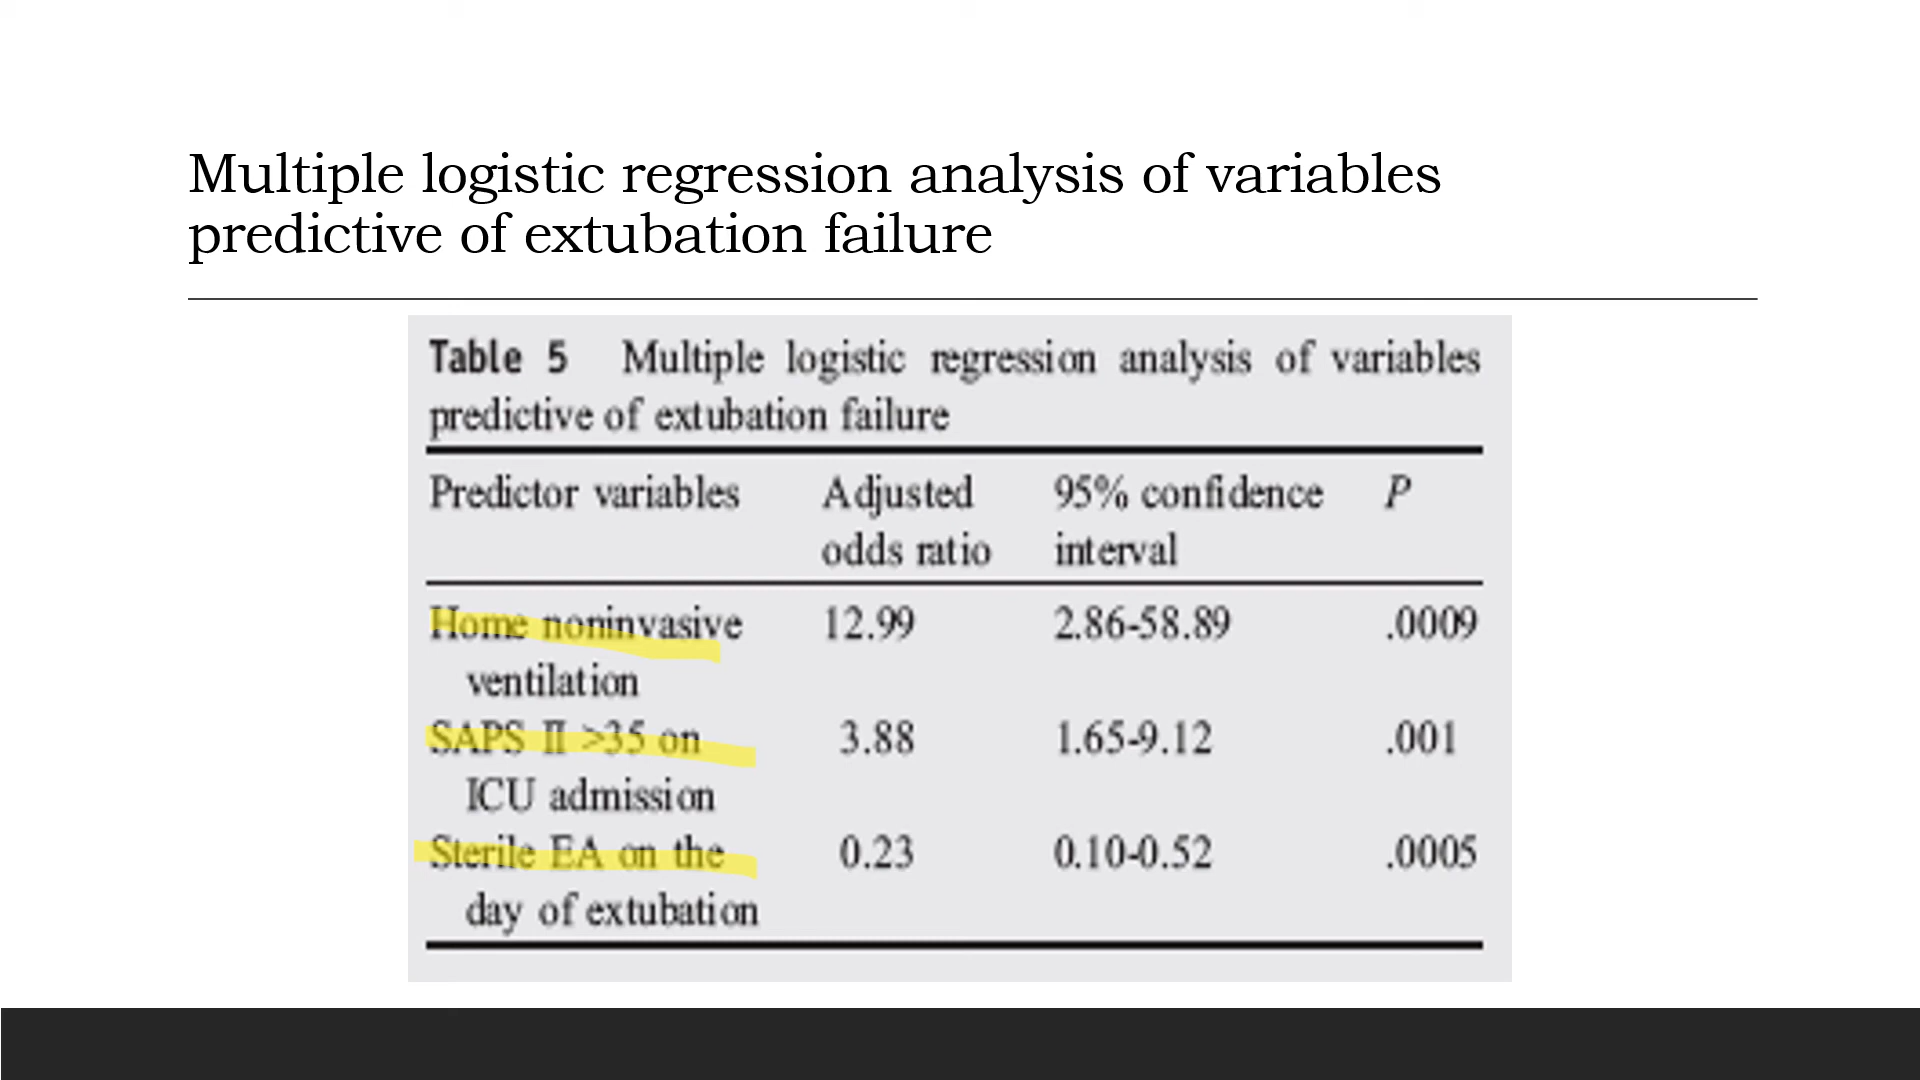 Multiple logistic regression analysis of variables
predictive of extubation failure
Table 5 Multiple logistic regression analysis of variables
predictive of extubation failure
Predictor variables Adjusted odds ratio 95% confidence interval P
Home noninvasive 12.99 2.86-58.89 .0009
ventilation
SAPS II >35 on 3.88 1.65-9.12 .001
ICU admission
Sterile EA on the 0.23 0.10-0.52 .0005
day of extubation